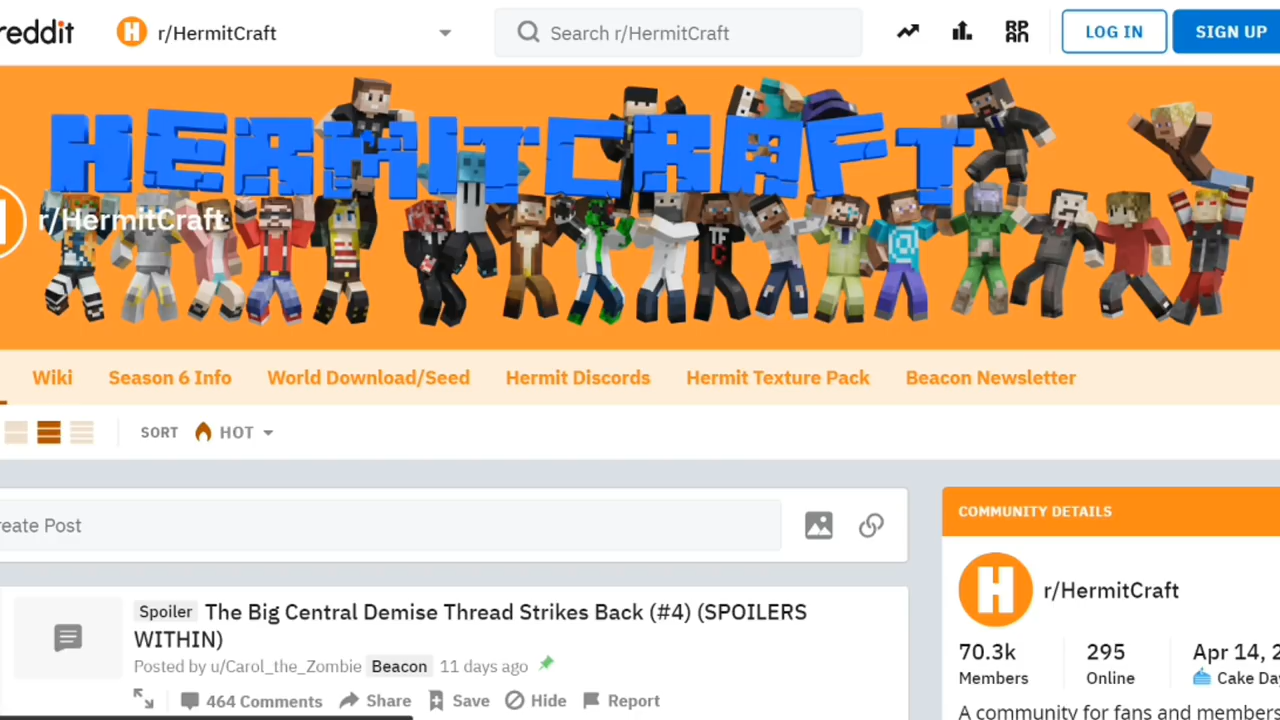 reddit
r/HermitCraft
Search r/HermitCraft
LOG IN
SIGN UP
HERMITCRAFT
r/HermitCraft
Wiki
Season 6 Info
World Download/Seed
Hermit Discords
Hermit Texture Pack
Beacon Newsletter
SORT
HOT
eate Post
COMMUNITY DETAILS
r/HermitCraft
Spoiler The Big Central Demise Thread Strikes Back (#4) (SPOILERS
WITHIN)
Posted by u/Carol_the_Zombie Beacon 11 days ago
464 Comments Share Save Hide Report
70.3k
Members
295
Online
Apr 14, 2
Cake Da
A community for fans and members